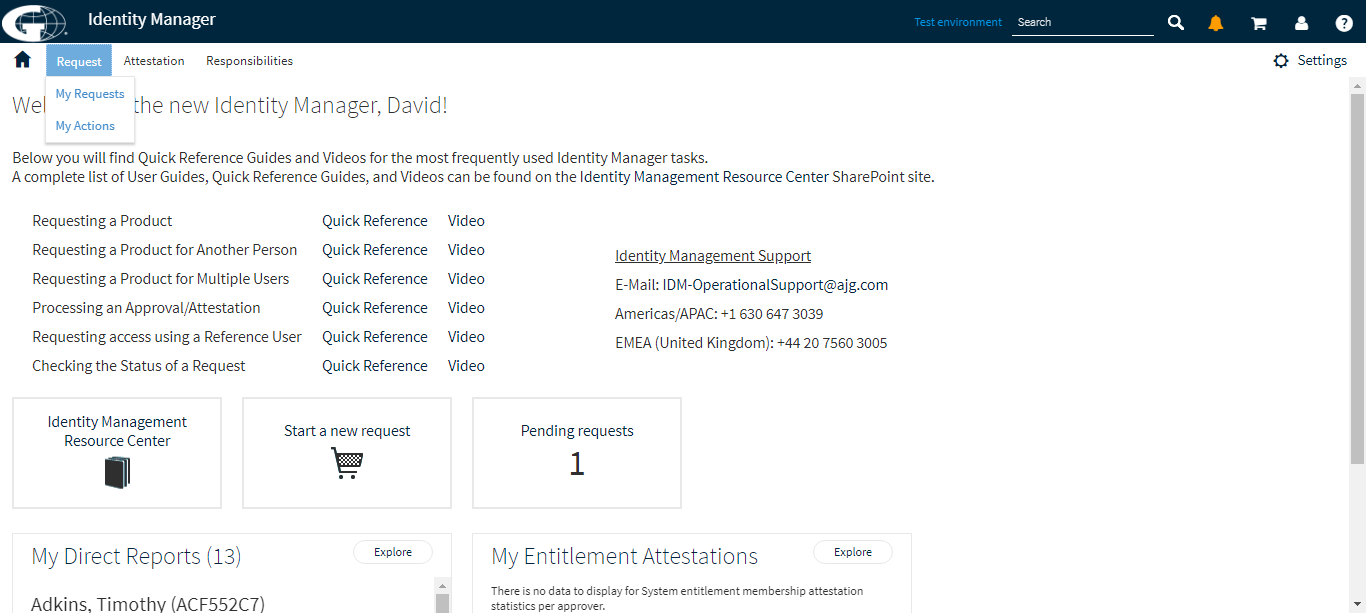 Identity Manager
Test environment
Search
Request
Attestation
Responsibilities
Settings
My Requests
My Actions
Wel the new Identity Manager, David!
Below you will find Quick Reference Guides and Videos for the most frequently used Identity Manager tasks.
A complete list of User Guides, Quick Reference Guides, and Videos can be found on the Identity Management Resource Center SharePoint site.
Requesting a Product Quick Reference Video
Requesting a Product for Another Person Quick Reference Video
Requesting a Product for Multiple Users Quick Reference Video
Processing an Approval/Attestation Quick Reference Video
Requesting access using a Reference User Quick Reference Video
Checking the Status of a Request Quick Reference Video
Identity Management Support
E-Mail: IDM-OperationalSupport@ajg.com
Americas/APAC: +1 630 647 3039
EMEA (United Kingdom): +44 20 7560 3005
Identity Management
Resource Center
Start a new request
Pending requests
1
My Direct Reports (13)
Explore
Adkins, Timothy (ACF552C7)
My Entitlement Attestations
Explore
There is no data to display for System entitlement membership attestation
statistics per approver.